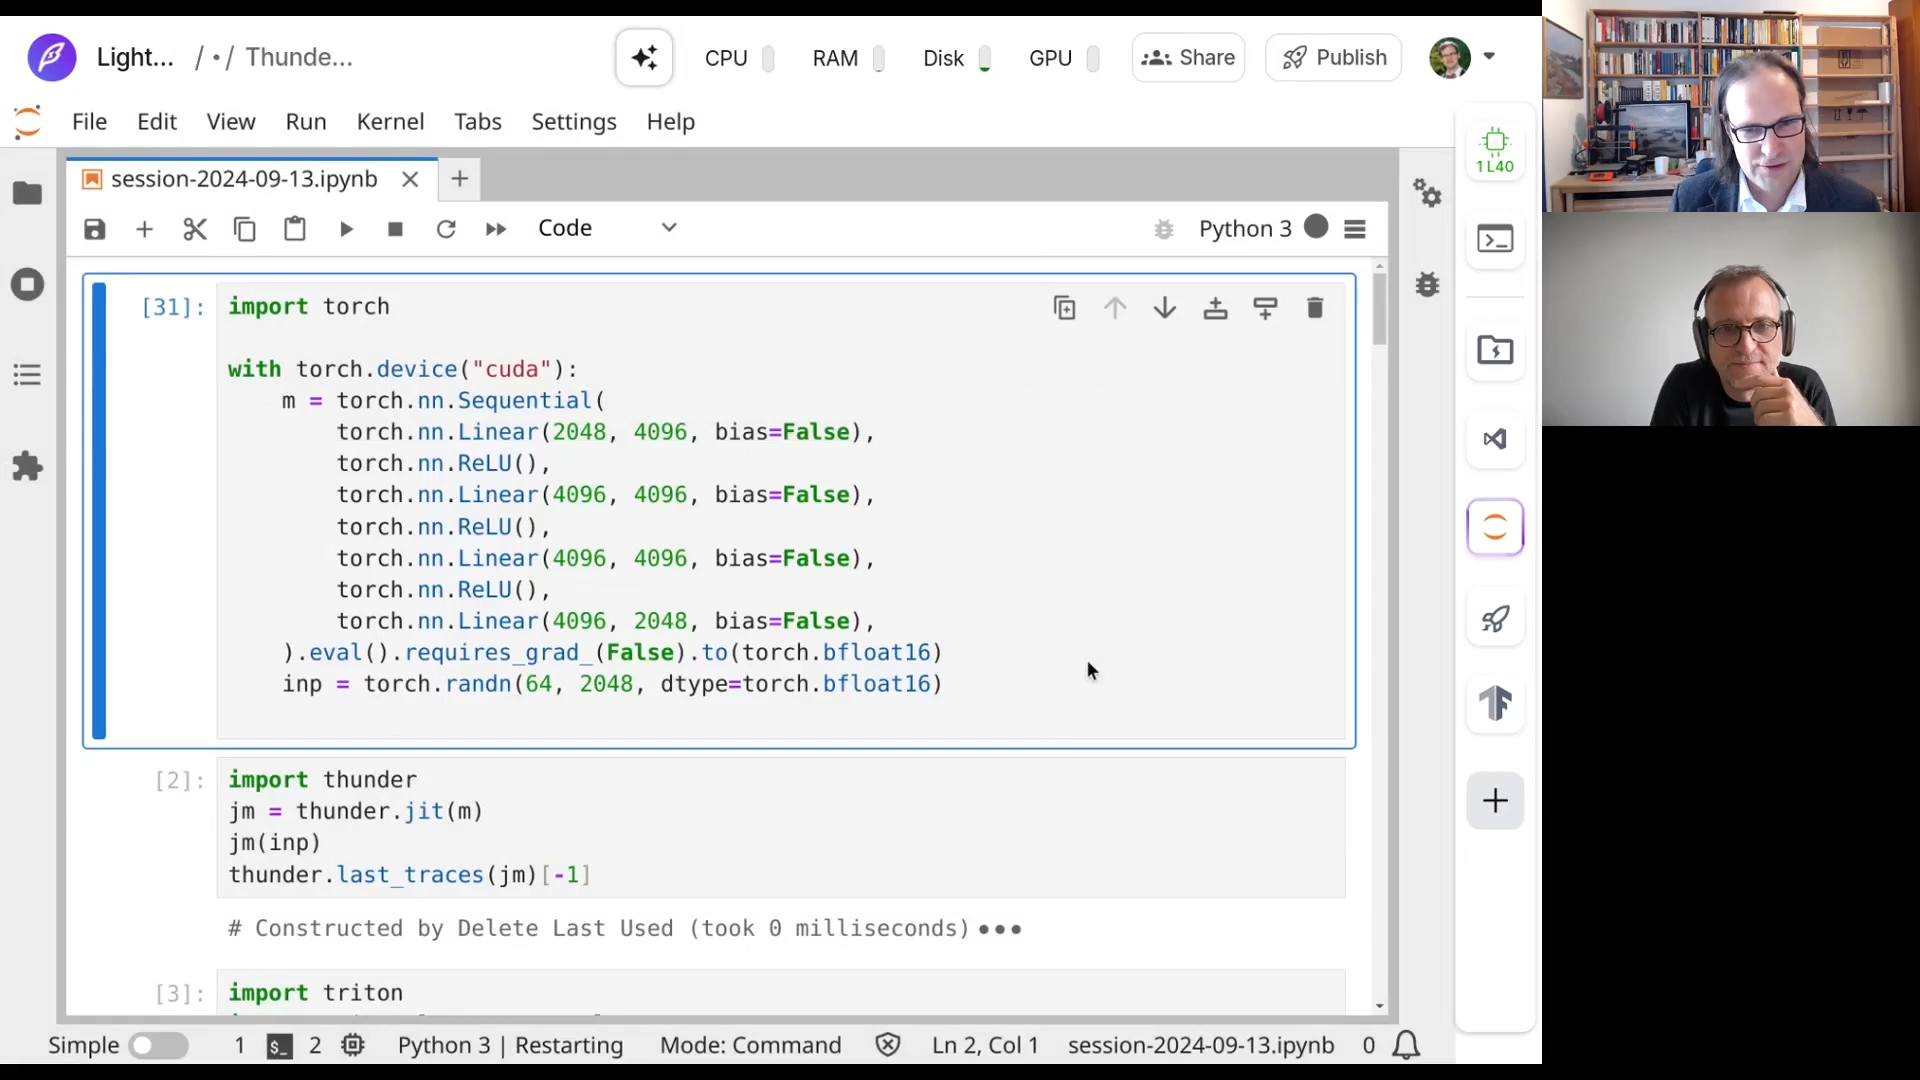 Light... / • / Thunde...
CPU RAM Disk GPU Share Publish
File Edit View Run Kernel Tabs Settings Help
1 L40
session-2024-09-13.ipynb
Code
Python 3
[31]:
import torch
with torch.device("cuda"):
    m = torch.nn.Sequential(
        torch.nn.Linear(2048, 4096, bias=False),
        torch.nn.ReLU(),
        torch.nn.Linear(4096, 4096, bias=False),
        torch.nn.ReLU(),
        torch.nn.Linear(4096, 4096, bias=False),
        torch.nn.ReLU(),
        torch.nn.Linear(4096, 2048, bias=False),
    ).eval().requires_grad_(False).to(torch.bfloat16)
    inp = torch.randn(64, 2048, dtype=torch.bfloat16)
[2]:
import thunder
jm = thunder.jit(m)
jm(inp)
thunder.last_traces(jm)[-1]
# Constructed by Delete Last Used (took 0 milliseconds) •••
[3]:
import triton
Simple 1 $_ 2 Python 3 | Restarting Mode: Command Ln 2, Col 1 session-2024-09-13.ipynb 0